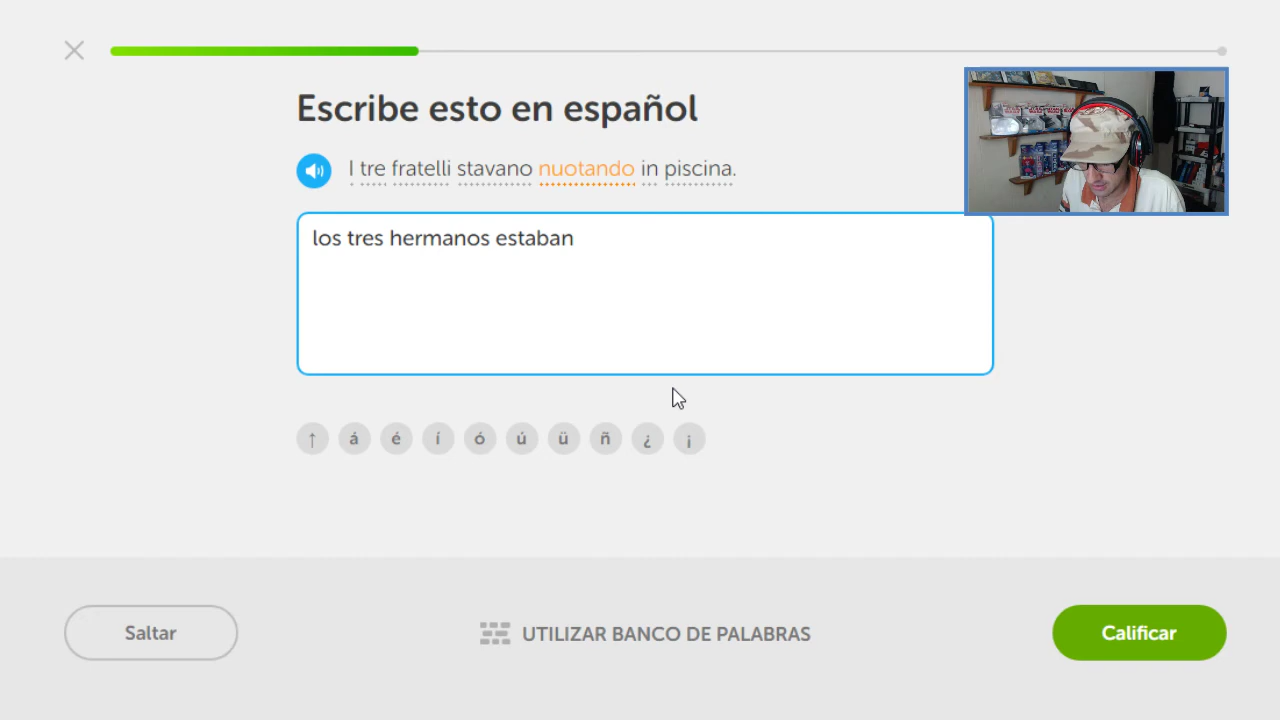 Escribe esto en español
I tre fratelli stavano nuotando in piscina.
los tres hermanos estaban
↑ á é í ó ú ü ñ ¿ ¡
Saltar
UTILIZAR BANCO DE PALABRAS
Calificar